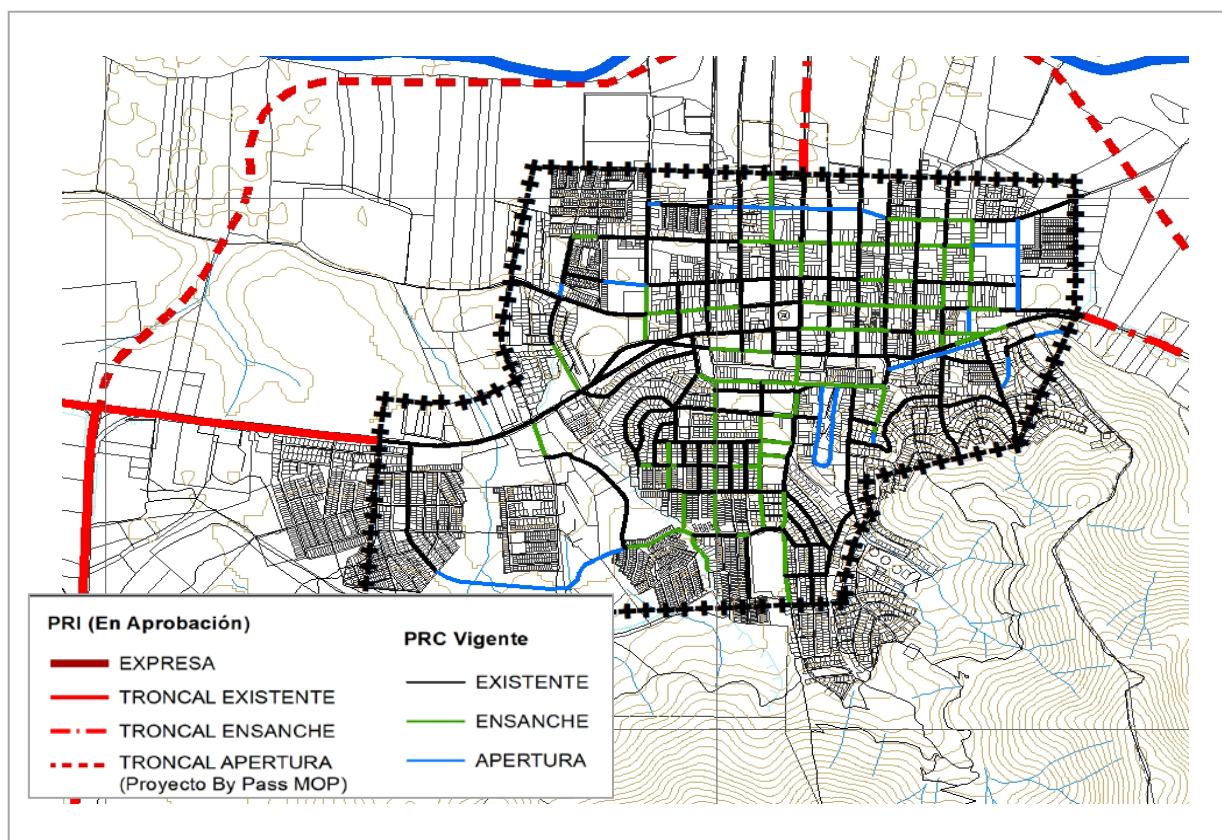 PRI (En Aprobación)
EXPRESA
TRONCAL EXISTENTE
TRONCAL ENSANCHE
TRONCAL APERTURA
(Proyecto By Pass MOP)
PRC Vigente
EXISTENTE
ENSANCHE
APERTURA